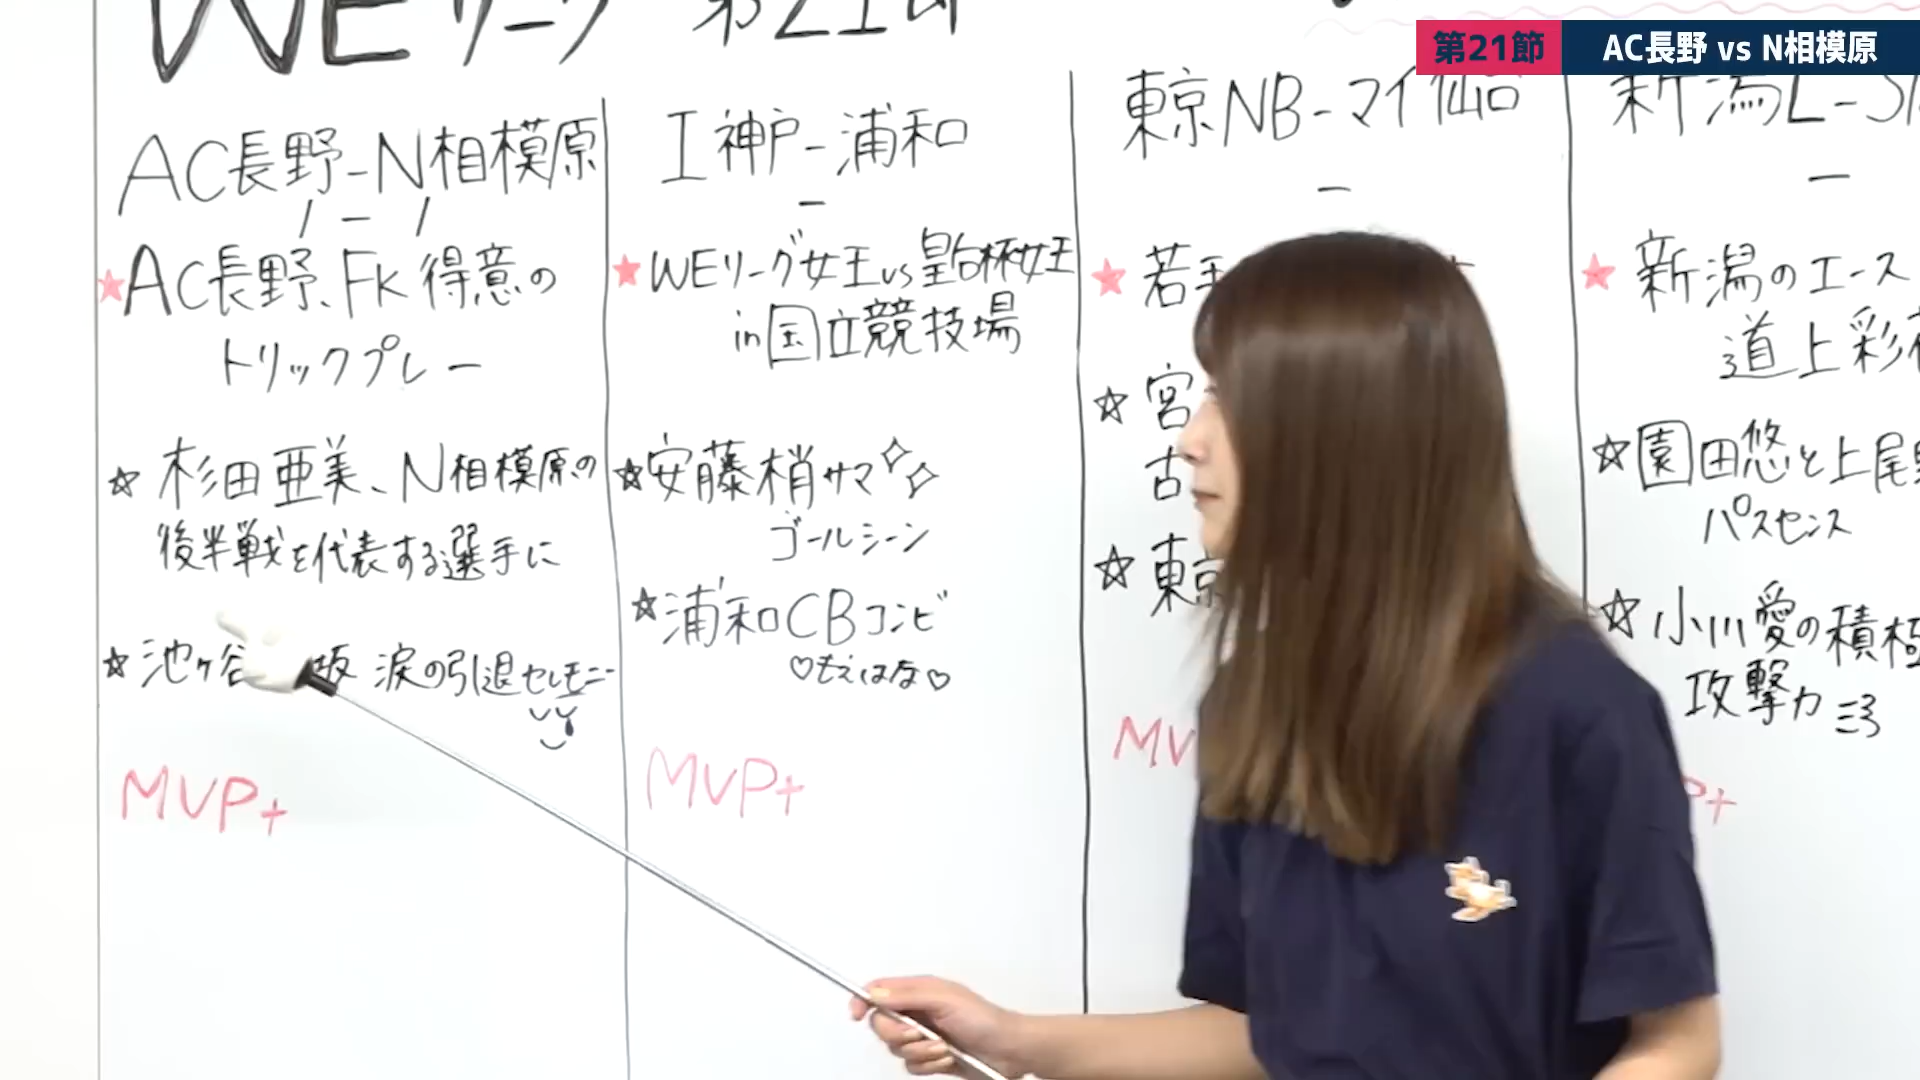 WEリーグ 第21節
第21節 AC長野 vs N相模原
AC長野-N相模原
1-1
★AC長野、FK得意の
トリックプレー
☆杉田亜美、N相模原の
後半戦を代表する選手に
☆池ヶ谷 坂 涙の引退セレモニー
MVP+
I神戸-浦和
-
★WEリーグ女王vs皇后杯女王
in国立競技場
☆安藤梢サマ
ゴールシーン
☆浦和CBコンビ
♡もえはな♡
MVP+
東京NB-マイ仙台
-
★若手
☆宮
古
☆東京
MV
新潟L-
-
★新潟のエース
道上彩
☆園田悠と上尾
パスセンス
☆小川愛の積極
攻撃力
P+